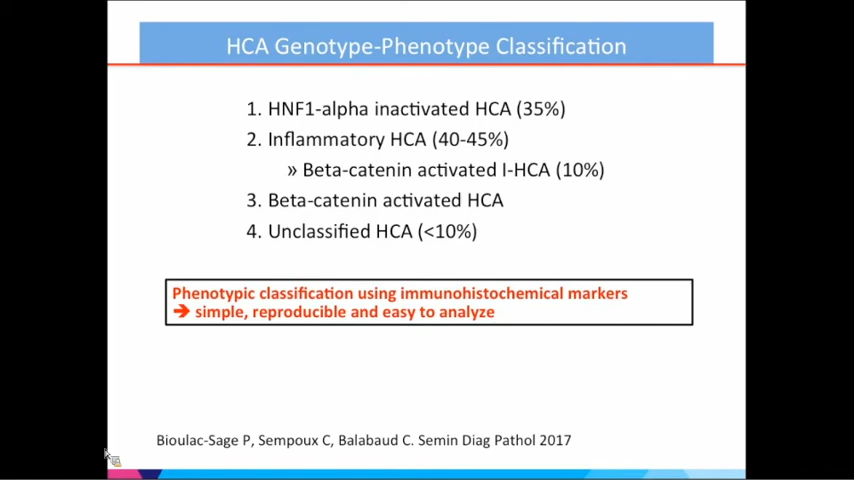 HCA Genotype-Phenotype Classification
1. HNF1-alpha inactivated HCA (35%)
2. Inflammatory HCA (40-45%)
» Beta-catenin activated I-HCA (10%)
3. Beta-catenin activated HCA
4. Unclassified HCA (<10%)
Phenotypic classification using immunohistochemical markers
➔ simple, reproducible and easy to analyze
Bioulac-Sage P, Sempoux C, Balabaud C. Semin Diag Pathol 2017